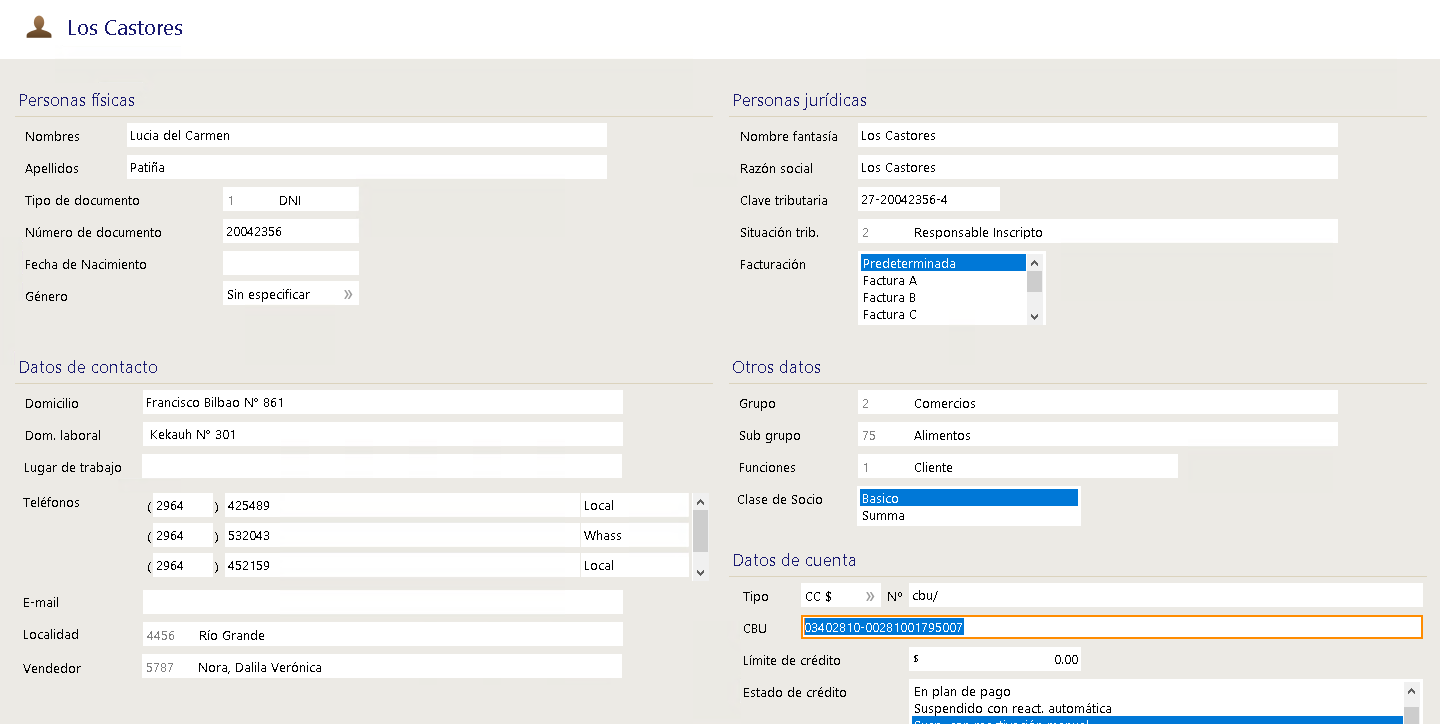 Los Castores
Personas físicas
Nombres Lucia del Carmen
Apellidos Patiña
Tipo de documento 1 DNI
Número de documento 20042356
Fecha de Nacimiento
Género Sin especificar »
Personas jurídicas
Nombre fantasía Los Castores
Razón social Los Castores
Clave tributaria 27-20042356-4
Situación trib. 2 Responsable Inscripto
Facturación Predeterminada
Factura A
Factura B
Factura C
Datos de contacto
Domicilio Francisco Bilbao N° 861
Dom. laboral Kekauh N° 301
Lugar de trabajo
Teléfonos ( 2964 ) 425489 Local
( 2964 ) 532043 Whass
( 2964 ) 452159 Local
E-mail
Localidad 4456 Río Grande
Vendedor 5787 Nora, Dalila Verónica
Otros datos
Grupo 2 Comercios
Sub grupo 75 Alimentos
Funciones 1 Cliente
Clase de Socio Basico
Summa
Datos de cuenta
Tipo CC $ » Nº cbu/
CBU 03402810-00281001795007
Límite de crédito $ 0.00
Estado de crédito En plan de pago
Suspendido con react. automática